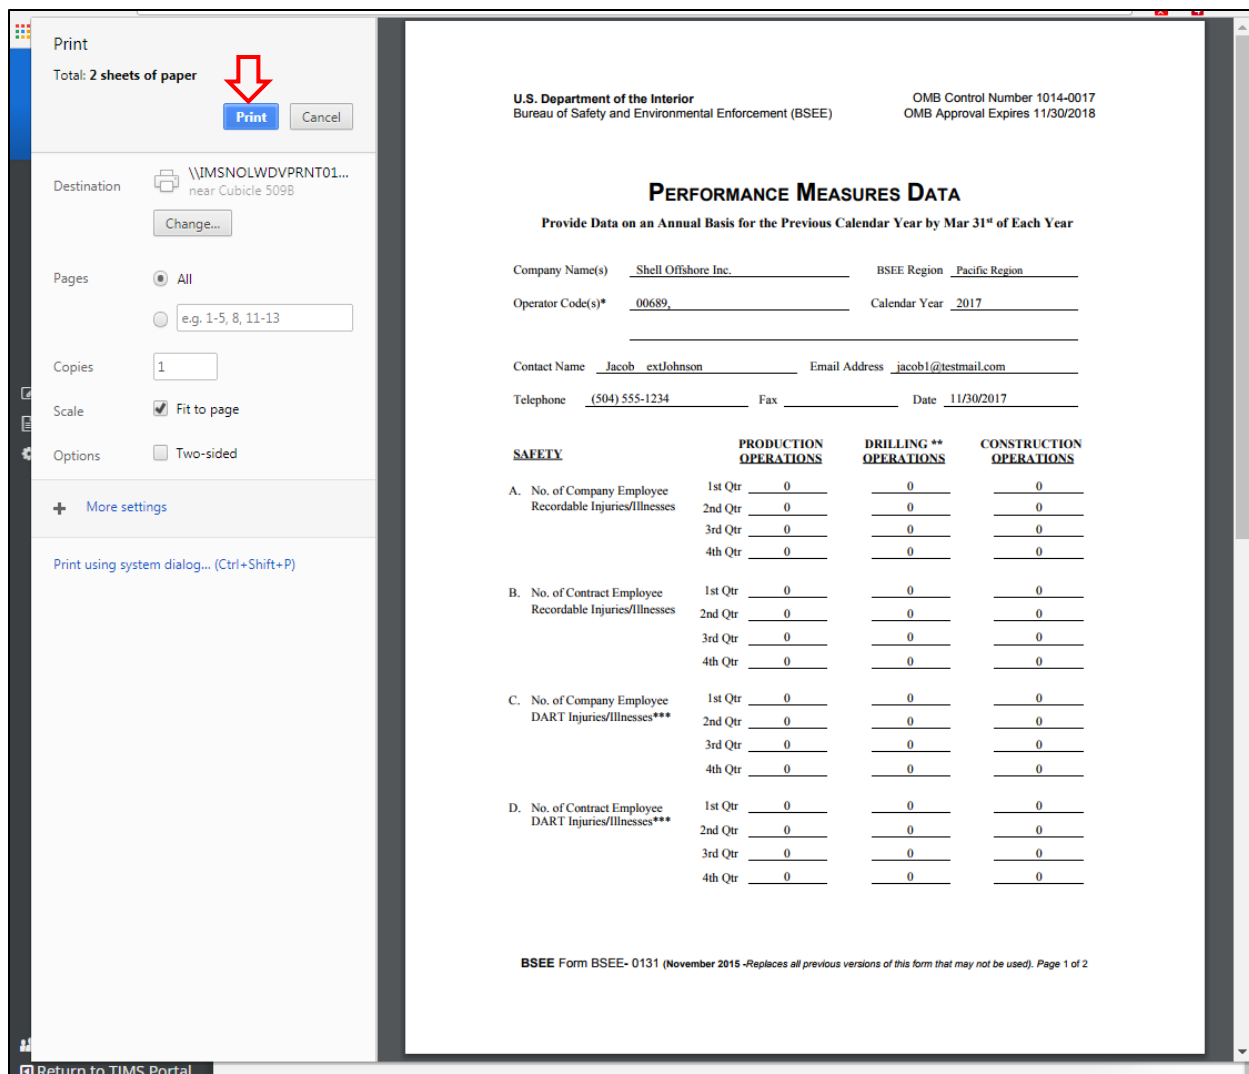 Print
Total: 2 sheets of paper
Print Cancel
Destination \\IMSNOLWDVPRNT01...
near Cubicle 509B
Change...
Pages All
e.g. 1-5, 8, 11-13
Copies 1
Scale Fit to page
Options Two-sided
More settings
Print using system dialog... (Ctrl+Shift+P)
Return to TIMS Portal
U.S. Department of the Interior OMB Control Number 1014-0017
Bureau of Safety and Environmental Enforcement (BSEE) OMB Approval Expires 11/30/2018
PERFORMANCE MEASURES DATA
Provide Data on an Annual Basis for the Previous Calendar Year by Mar 31st of Each Year
Company Name(s) Shell Offshore Inc. BSEE Region Pacific Region
Operator Code(s)* 00689, Calendar Year 2017
Contact Name Jacob extJohnson Email Address jacob1@testmail.com
Telephone (504) 555-1234 Fax Date 11/30/2017
SAFETY PRODUCTION OPERATIONS DRILLING ** OPERATIONS CONSTRUCTION OPERATIONS
A. No. of Company Employee 1st Qtr 0 0 0
Recordable Injuries/Illnesses 2nd Qtr 0 0 0
3rd Qtr 0 0 0
4th Qtr 0 0 0
B. No. of Contract Employee 1st Qtr 0 0 0
Recordable Injuries/Illnesses 2nd Qtr 0 0 0
3rd Qtr 0 0 0
4th Qtr 0 0 0
C. No. of Company Employee 1st Qtr 0 0 0
DART Injuries/Illnesses*** 2nd Qtr 0 0 0
3rd Qtr 0 0 0
4th Qtr 0 0 0
D. No. of Contract Employee 1st Qtr 0 0 0
DART Injuries/Illnesses*** 2nd Qtr 0 0 0
3rd Qtr 0 0 0
4th Qtr 0 0 0
BSEE Form BSEE- 0131 (November 2015 -Replaces all previous versions of this form that may not be used). Page 1 of 2